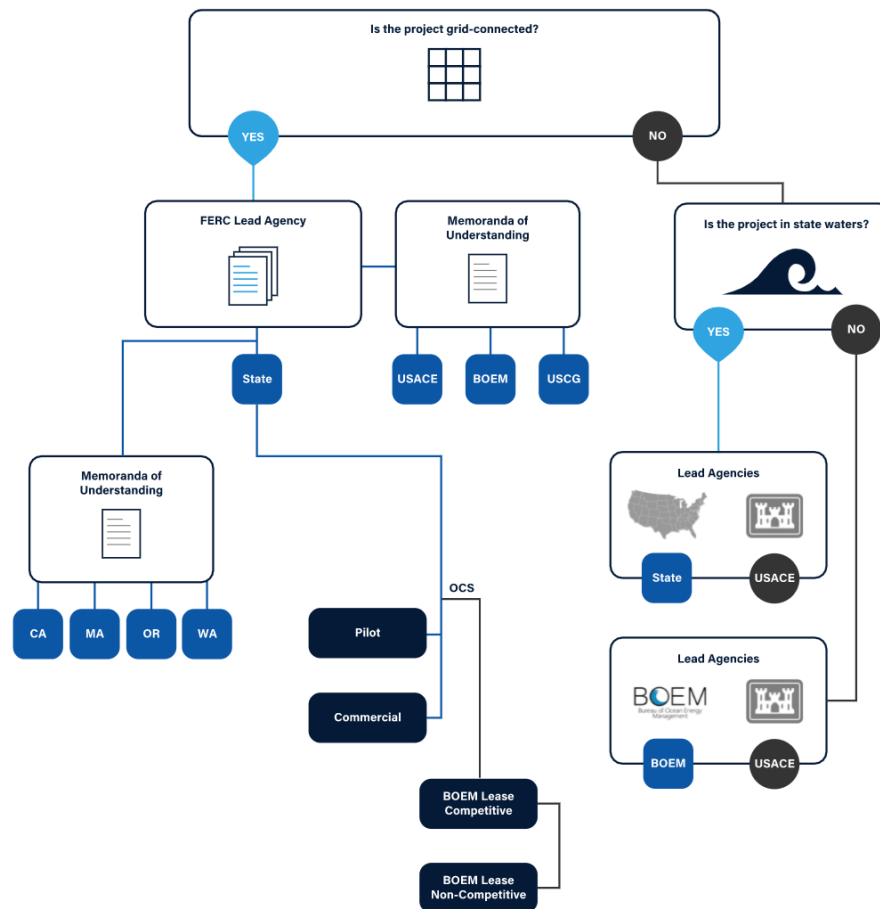 Is the project grid-connected?
YES
NO
FERC Lead Agency
Memoranda of
Understanding
Is the project in state waters?
YES
NO
State
USACE
BOEM
USCG
Memoranda of
Understanding
CA
MA
OR
WA
OCS
Pilot
Commercial
BOEM Lease
Competitive
BOEM Lease
Non-Competitive
Lead Agencies
State
USACE
Lead Agencies
BOEM
Bureau of Ocean Energy
Management
BOEM
USACE